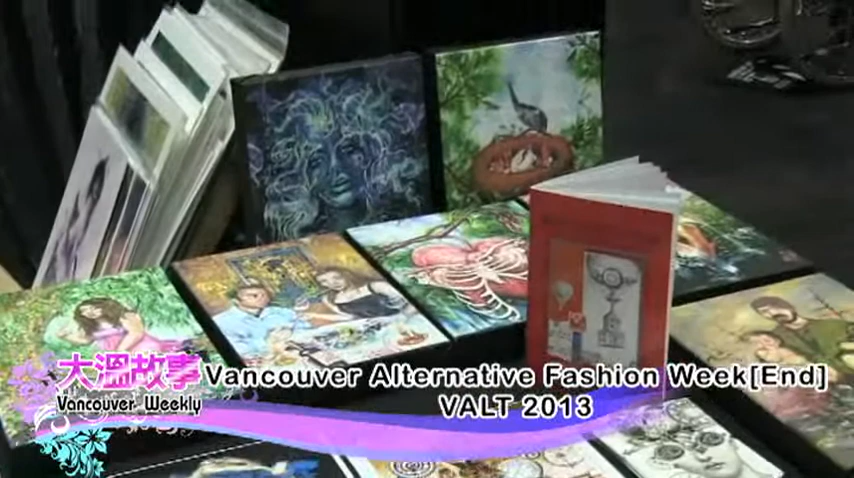 大溫故事
Vancouver Weekly
Vancouver Alternative Fashion Week[End]
VALT 2013